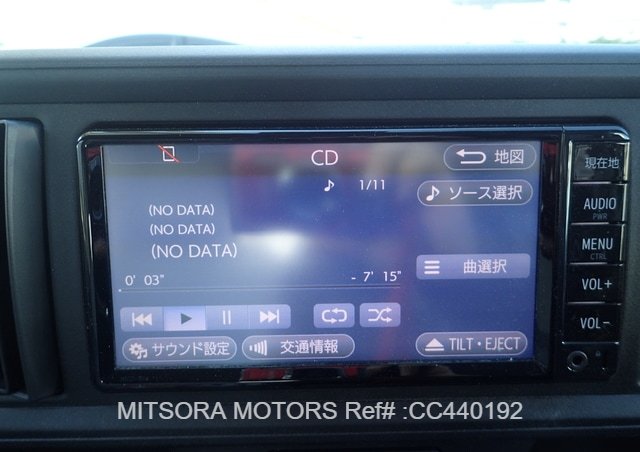 CD
地図
現在地
♪ 1/11
♪ ソース選択
(NO DATA)
(NO DATA)
(NO DATA)
AUDIO
PWR
MENU
CTRL
曲選択
0' 03"
- 7' 15"
VOL+
VOL-
サウンド設定
交通情報
TILT・EJECT
MITSORA MOTORS Ref# :CC440192